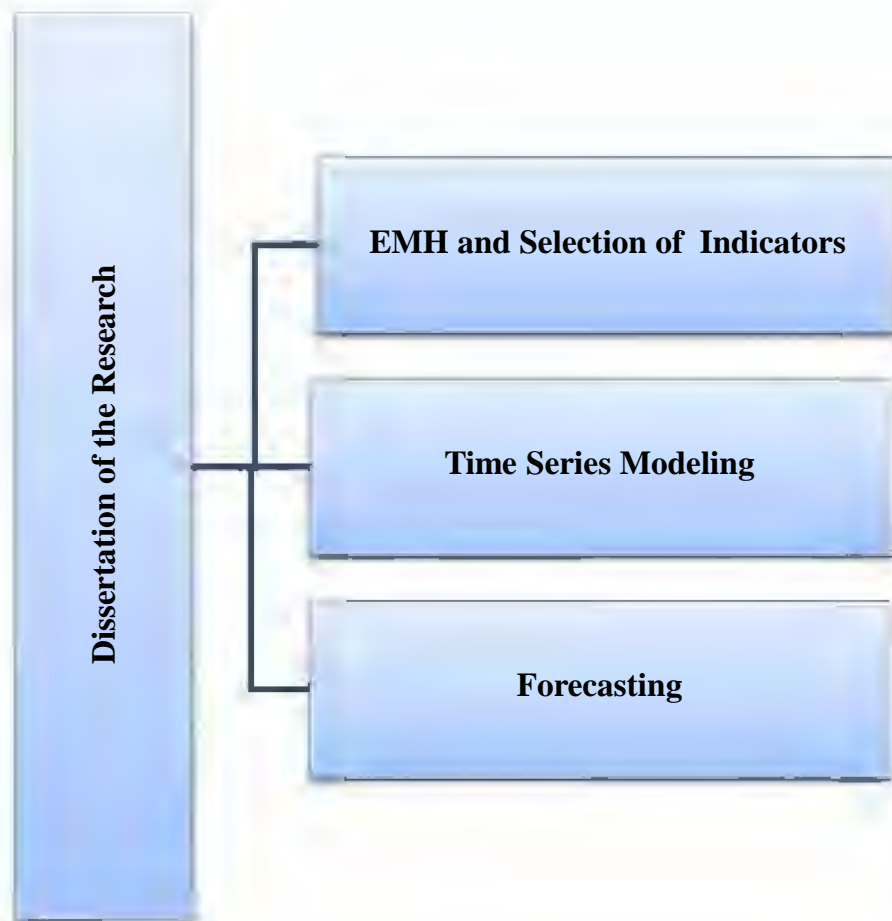 Dissertation of the Research
EMH and Selection of Indicators
Time Series Modeling
Forecasting